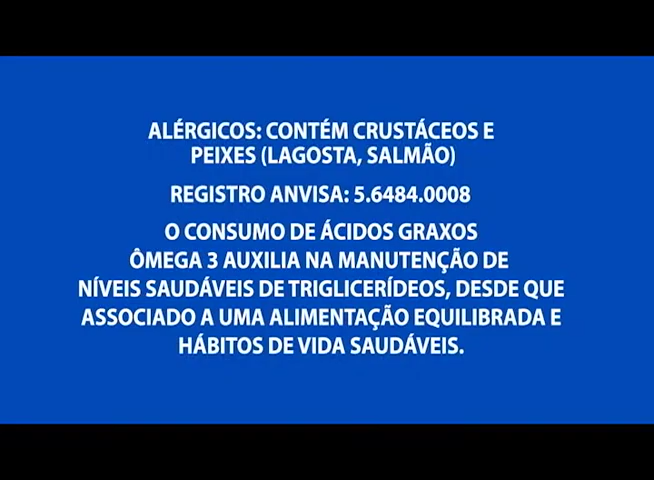 ALÉRGICOS: CONTÉM CRUSTÁCEOS E
PEIXES (LAGOSTA, SALMÃO)
REGISTRO ANVISA: 5.6484.0008
O CONSUMO DE ÁCIDOS GRAXOS
ÔMEGA 3 AUXILIA NA MANUTENÇÃO DE
NÍVEIS SAUDÁVEIS DE TRIGLICERÍDEOS, DESDE QUE
ASSOCIADO A UMA ALIMENTAÇÃO EQUILIBRADA E
HÁBITOS DE VIDA SAUDÁVEIS.